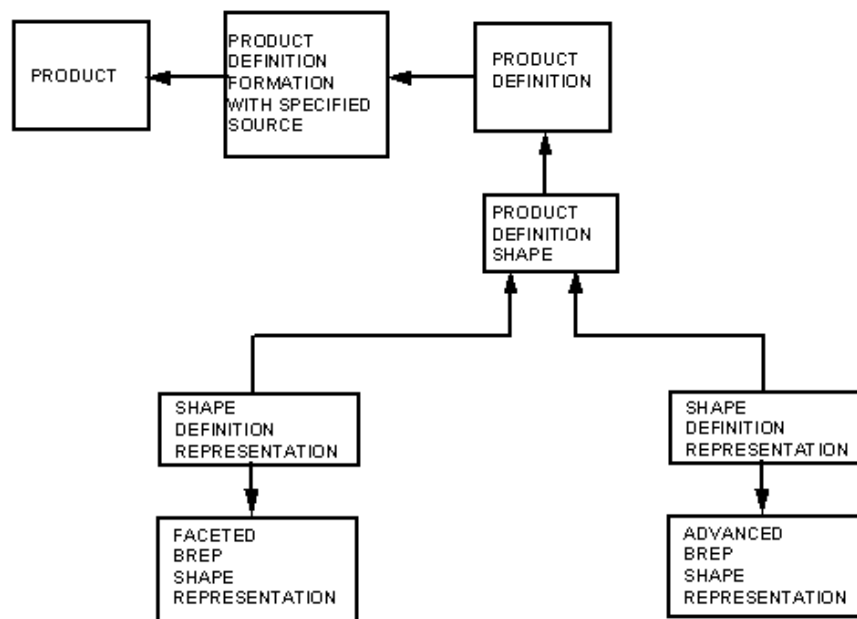 PRODUCT
PRODUCT
DEFINITION
FORMATION
WITH SPECIFIED
SOURCE
PRODUCT
DEFINITION
PRODUCT
DEFINITION
SHAPE
SHAPE
DEFINITION
REPRESENTATION
SHAPE
DEFINITION
REPRESENTATION
FACETED
BREP
SHAPE
REPRESENTATION
ADVANCED
BREP
SHAPE
REPRESENTATION